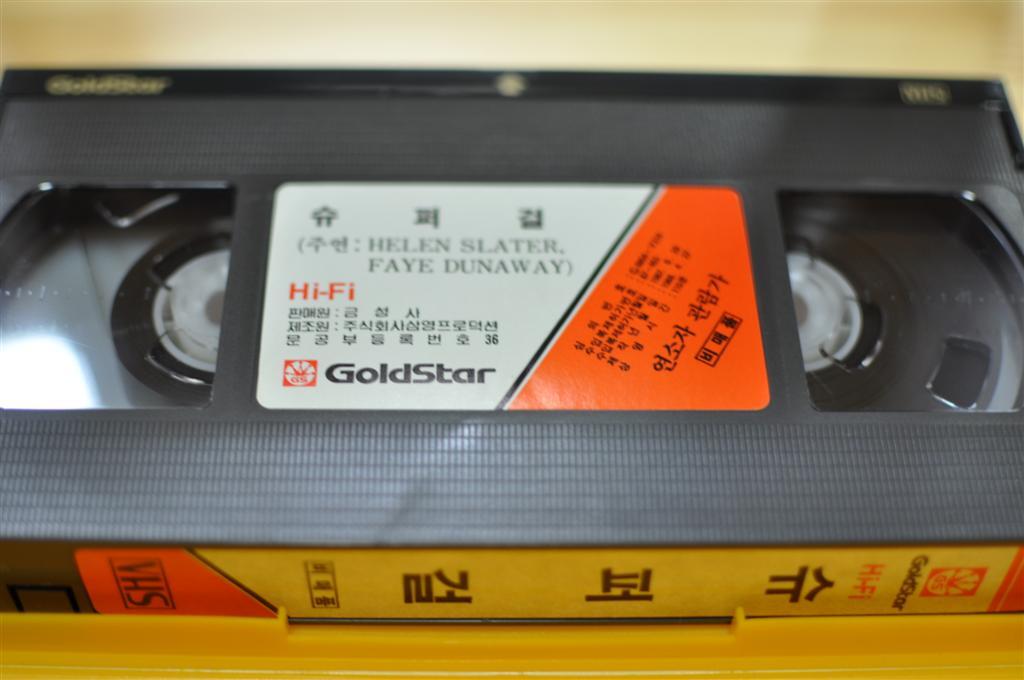 GoldStar
VHS
슈 퍼 걸
(주연: HELEN SLATER,
FAYE DUNAWAY)
Hi-Fi
판매원 : 금 성 사
제조원 : 주식회사삼영프로덕션
문 공 부 등 록 번 호 36
GS GoldStar
연소자 관람가
비매품
VHS
비매품
슈 퍼 걸
Hi-Fi
GoldStar
GS